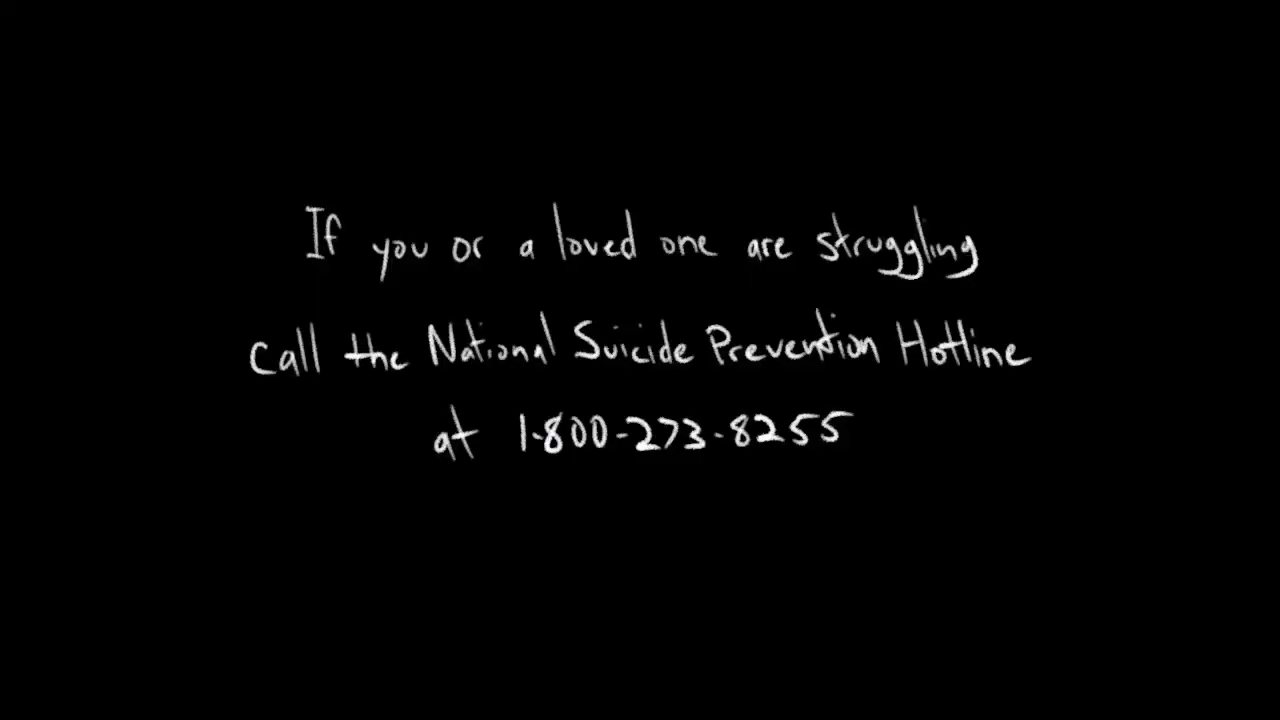 If you or a loved one are struggling
call the National Suicide Prevention Hotline
at 1-800-273-8255